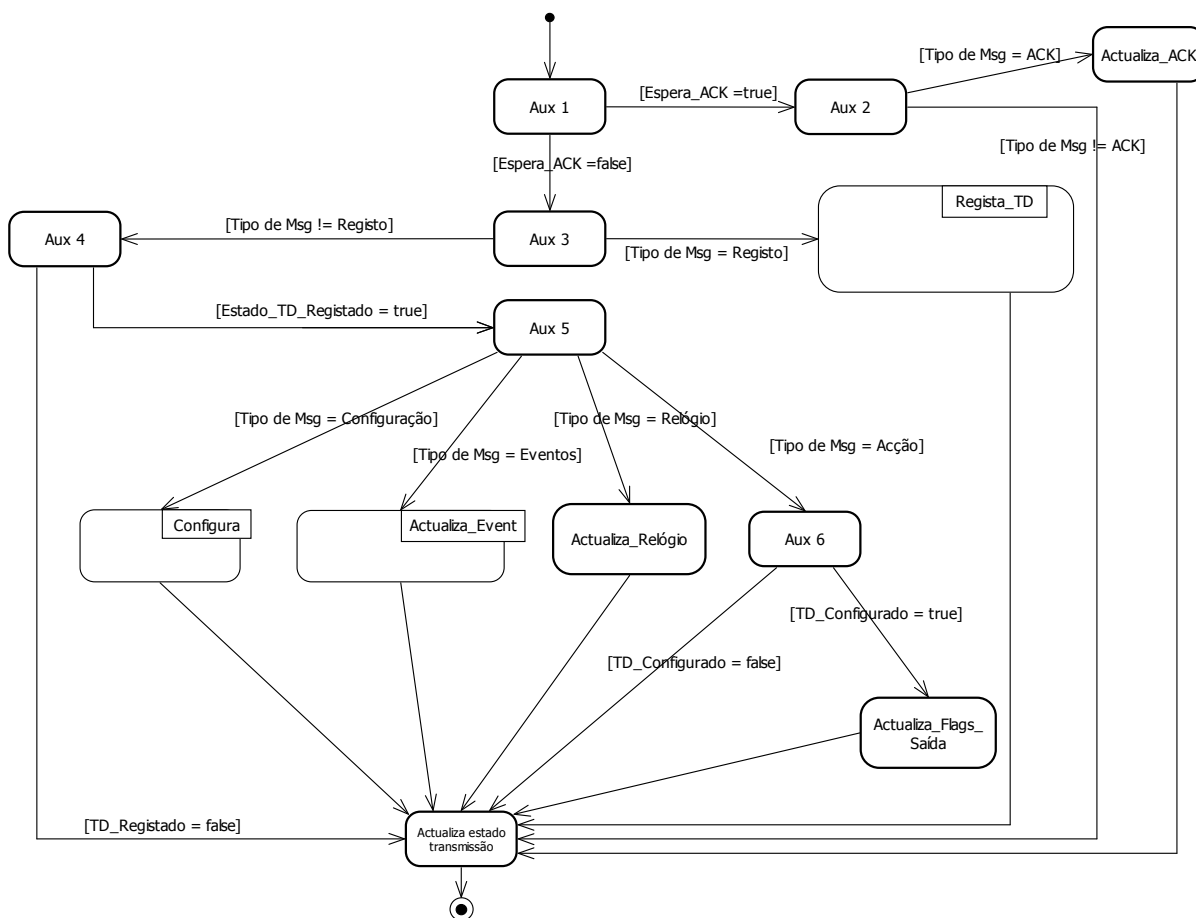 [Tipo de Msg = ACK]
Actualiza_ACK
Aux 1
[Espera_ACK =true]
Aux 2
[Tipo de Msg != ACK]
[Espera_ACK =false]
Regista_TD
Aux 4
[Tipo de Msg != Registo]
Aux 3
[Tipo de Msg = Registo]
[Estado_TD_Registado = true]
Aux 5
[Tipo de Msg = Configuração]
[Tipo de Msg = Relógio]
[Tipo de Msg = Eventos]
[Tipo de Msg = Acção]
Configura
Actualiza_Event
Actualiza_Relógio
Aux 6
[TD_Configurado = true]
[TD_Configurado = false]
Actualiza_Flags_
Saída
[TD_Registado = false]
Actualiza estado
transmissão